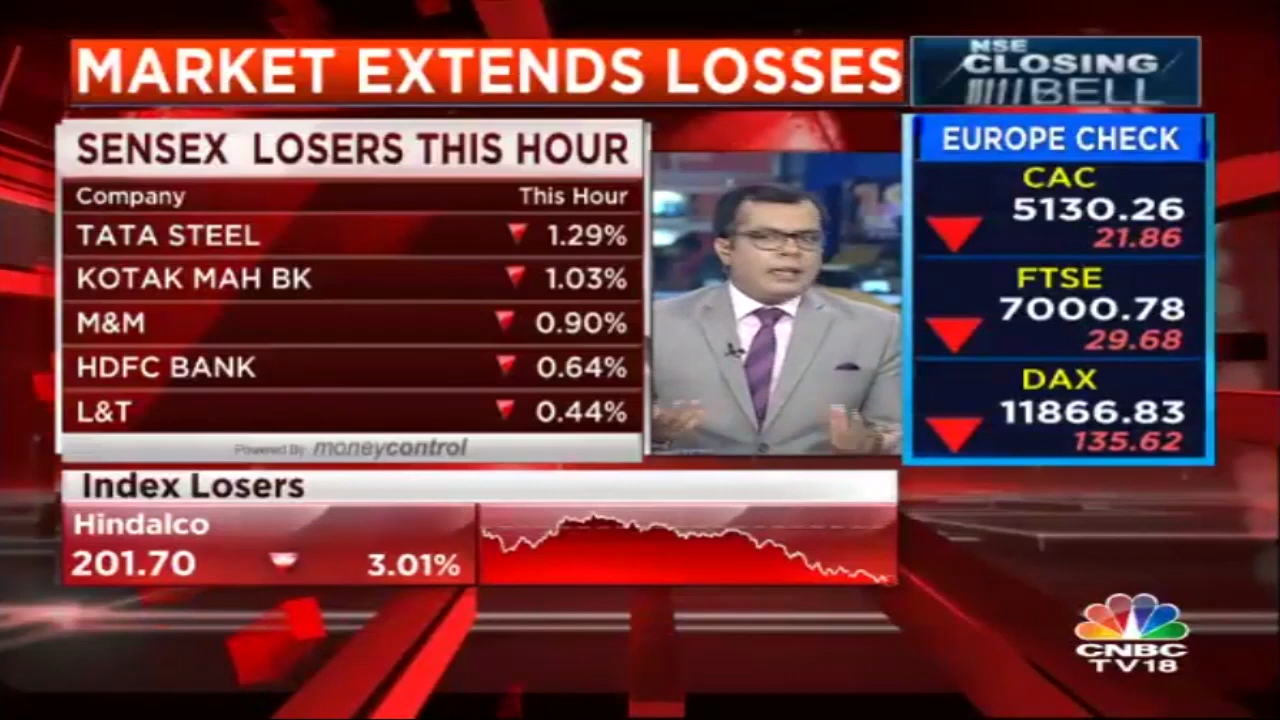 MARKET EXTENDS LOSSES
NSE
CLOSING
BELL
SENSEX LOSERS THIS HOUR
Company This Hour
TATA STEEL 1.29%
KOTAK MAH BK 1.03%
M&M 0.90%
HDFC BANK 0.64%
L&T 0.44%
Powered By moneycontrol
EUROPE CHECK
CAC
5130.26
21.86
FTSE
7000.78
29.68
DAX
11866.83
135.62
Index Losers
Hindalco
201.70 3.01%
CNBC
TV18